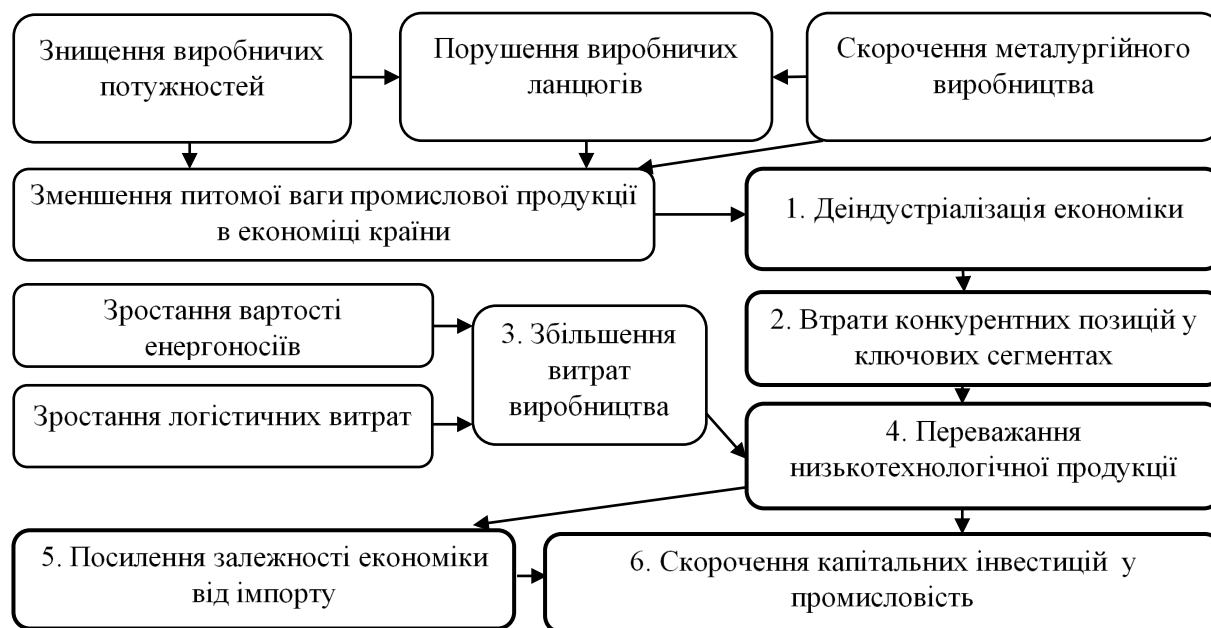 Знищення виробничих
потужностей
Порушення виробничих
ланцюгів
Скорочення металургійного
виробництва
Зменшення питомої ваги промислової продукції
в економіці країни
1. Деіндустріалізація економіки
Зростання вартості
енергоносіїв
2. Втрати конкурентних позицій у
ключових сегментах
3. Збільшення
витрат
виробництва
Зростання логістичних витрат
4. Переважання
низькотехнологічної продукції
5. Посилення залежності економіки
від імпорту
6. Скорочення капітальних інвестицій у
промисловість